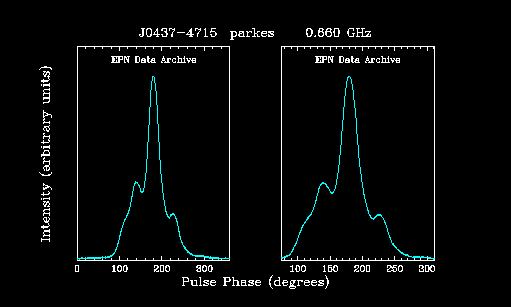 J0437-4715 parkes 0.660 GHz
EPN Data Archive EPN Data Archive
Intensity (arbitrary units)
0 100 200 300 100 150 200 250 300
Pulse Phase (degrees)